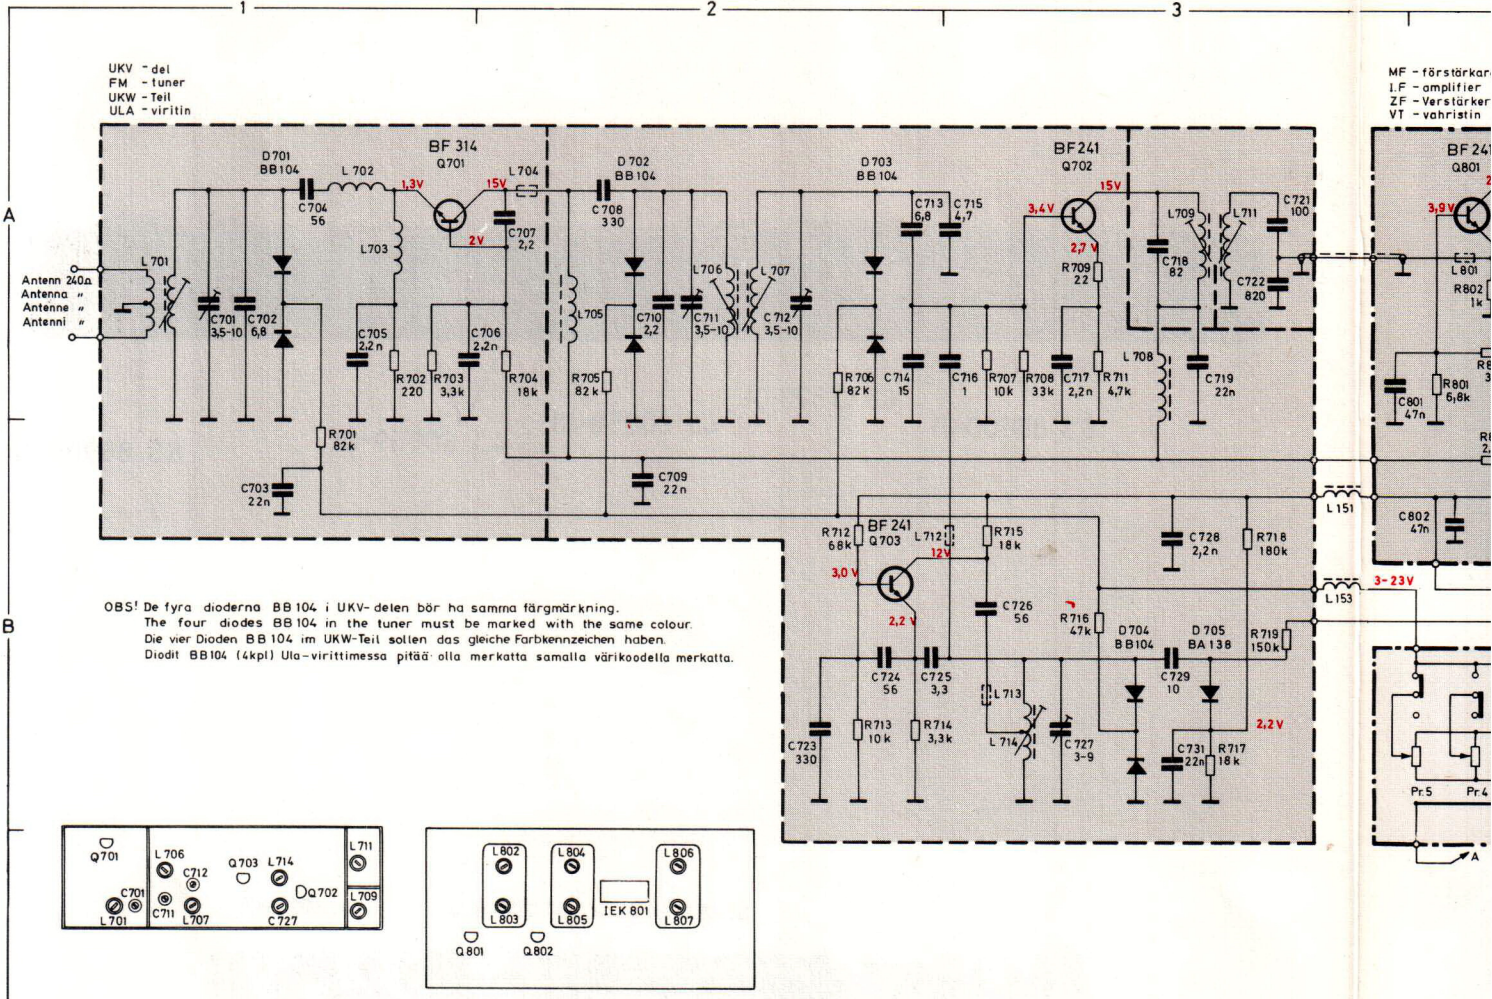 1
2
3
A
B
UKV - del
FM - tuner
UKW - Teil
ULA - viritin
MF - förstärkare
I.F - amplifier
ZF - Verstärker
VT - vahvistin
D701
BB104
L702
BF 314
Q701
L704
D702
BB104
D703
BB104
BF241
Q702
BF241
Q801
1,3V
15V
C704
56
2V
C707
2,2
C708
330
C713
6,8
C715
4,7
3,4V
15V
L709
L711
C721
100
3,9V
L703
2,7 V
L701
Antenn 240Ω
Antenna "
Antenne "
Antenni "
L706
L707
R709
22
C718
82
C722
820
L801
R802
1k
C701
3,5-10
C702
6,8
L705
C710
2,2
C711
3,5-10
C712
3,5-10
C705
2,2n
C706
2,2n
R702
220
R703
3,3k
R704
18k
R705
82k
R706
82k
C714
15
C716
1
R707
10k
R708
33k
C717
2,2n
R711
4,7k
L708
C719
22n
C801
47n
R801
6,8k
R701
82k
C703
22n
C709
22n
L151
C802
47n
R712
68k
BF 241
Q703
L712
R715
18k
C728
2,2n
R718
180k
12V
3,0 V
3-23V
L153
2,2 V
C726
56
R716
47k
D704
BB104
D705
BA138
R719
150k
OBS! De fyra dioderna BB 104 i UKV-delen bör ha samma färgmärkning.
The four diodes BB 104 in the tuner must be marked with the same colour.
Die vier Dioden BB 104 im UKW-Teil sollen das gleiche Farbkennzeichen haben.
Diodit BB104 (4kpl) Ula-virittimessa pitää olla merkatta samalla värikoodella merkatta.
C724
56
C725
3,3
L713
C729
10
C723
330
R713
10k
R714
3,3k
L714
C727
3-9
2,2V
C731
22n
R717
18k
Pr.5
Pr.4
A
Q701
L706
C712
Q703
L714
L711
C701
L701
C711
L707
C727
Q702
L709
L802
L804
L806
L803
L805
IEK 801
L807
Q801
Q802